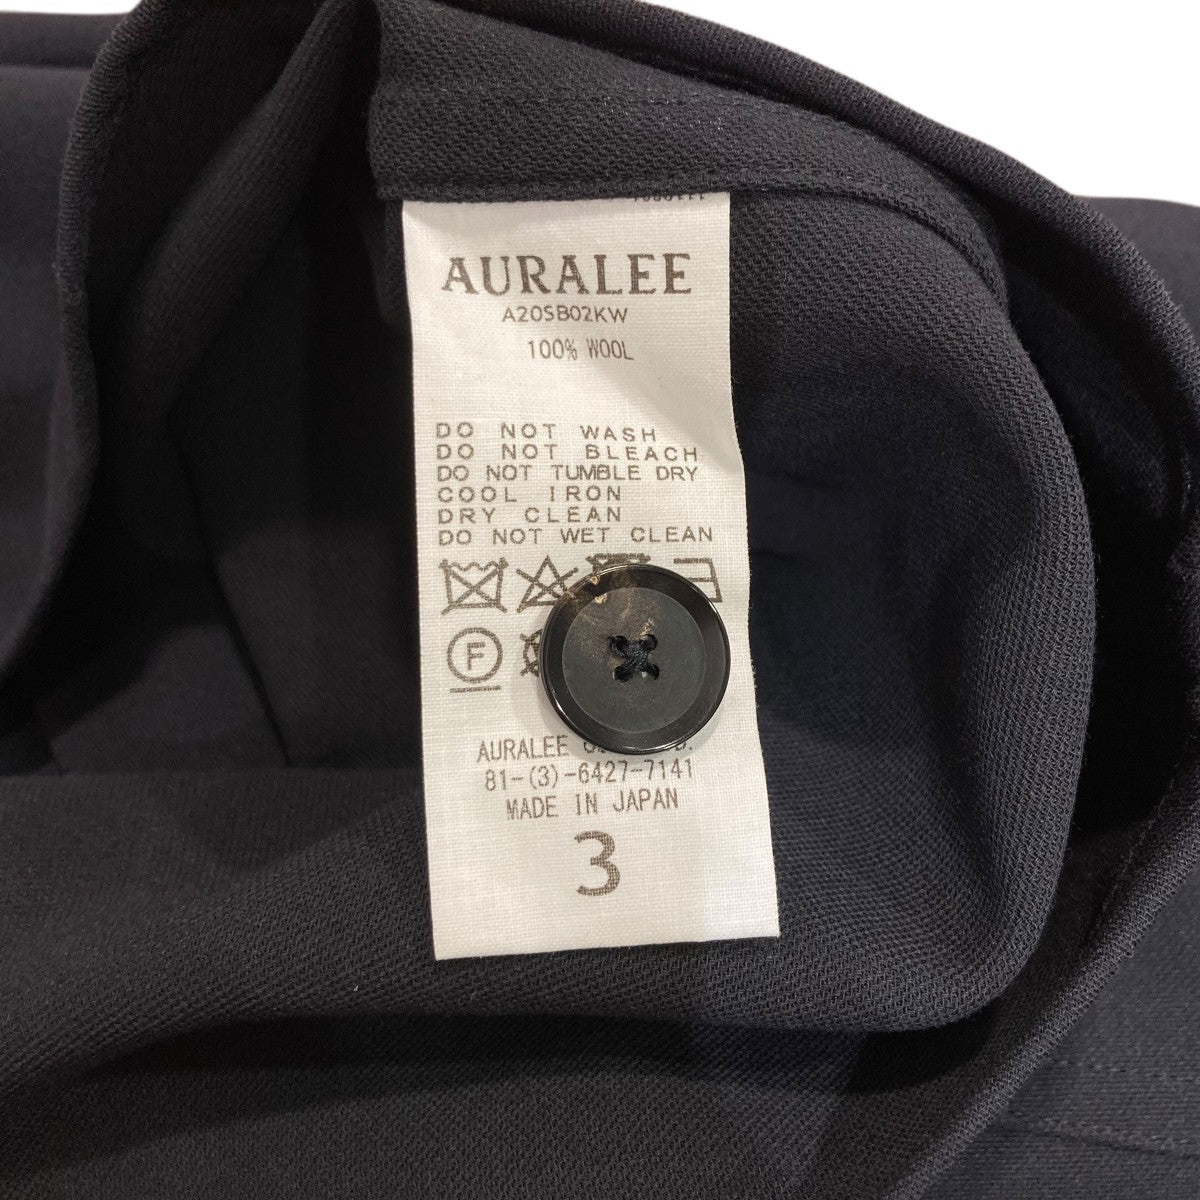 AURALEE
A20SB02KW
100% WOOL
DO NOT WASH
DO NOT BLEACH
DO NOT TUMBLE DRY
COOL IRON
DRY CLEAN
DO NOT WET CLEAN
F
AURALEE
81-(3)-6427-7141
MADE IN JAPAN
3